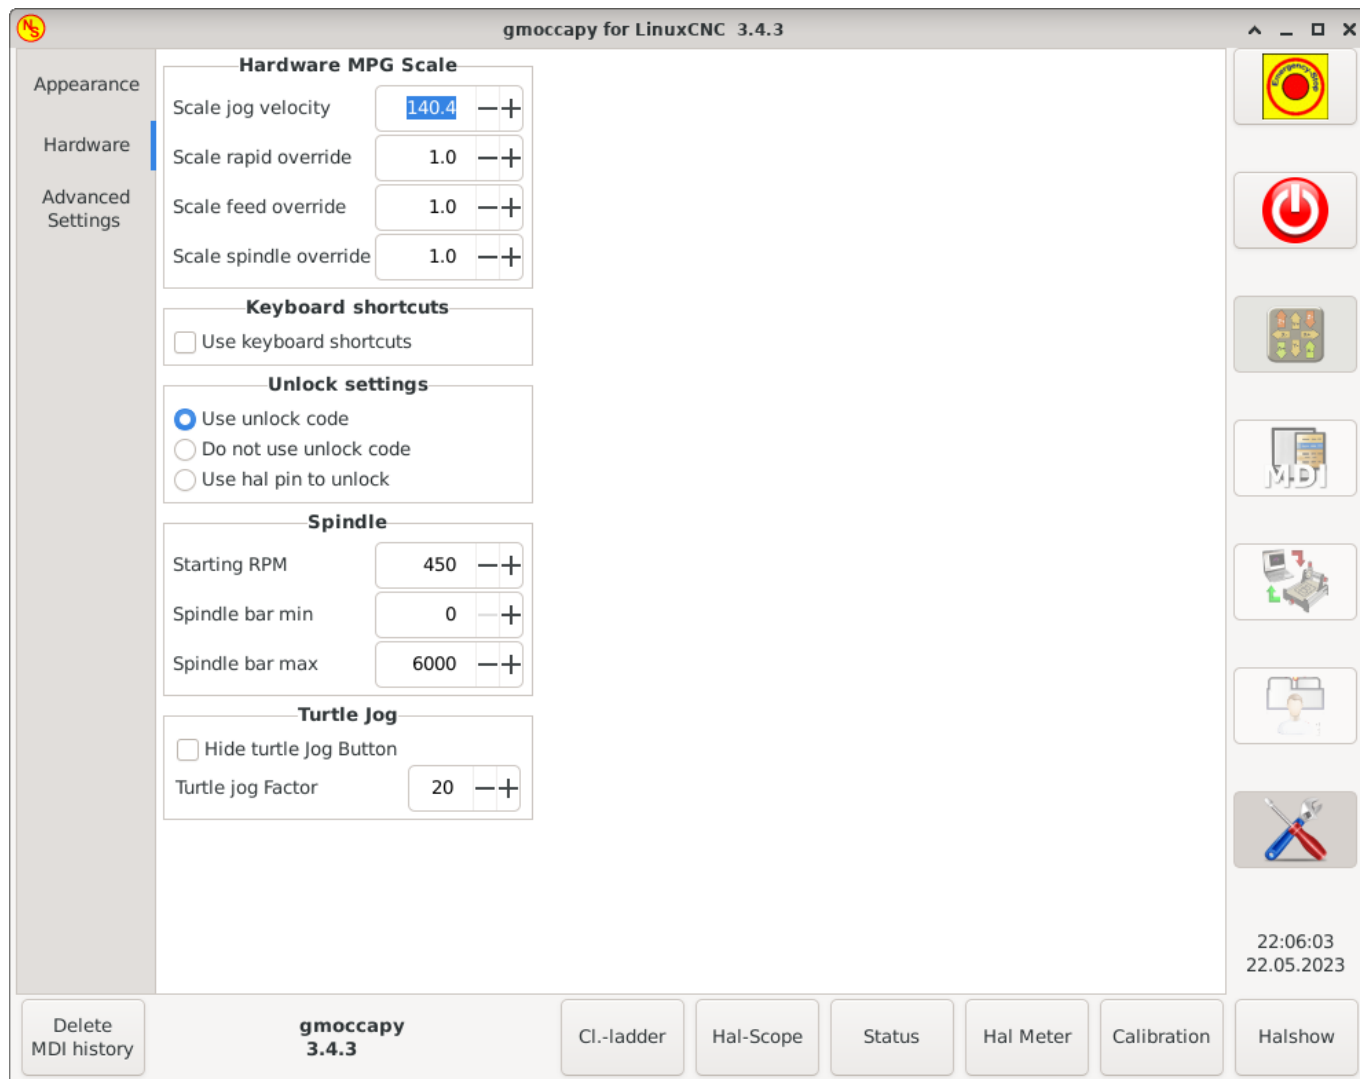 NS
gmoccapy for LinuxCNC 3.4.3
Appearance
Hardware
Advanced
Settings
Hardware MPG Scale
Scale jog velocity 140.4
Scale rapid override 1.0
Scale feed override 1.0
Scale spindle override 1.0
Keyboard shortcuts
Use keyboard shortcuts
Unlock settings
Use unlock code
Do not use unlock code
Use hal pin to unlock
Spindle
Starting RPM 450
Spindle bar min 0
Spindle bar max 6000
Turtle Jog
Hide turtle Jog Button
Turtle jog Factor 20
Emergency-Stop
MDI
22:06:03
22.05.2023
Delete
MDI history
gmoccapy
3.4.3
Cl.-ladder
Hal-Scope
Status
Hal Meter
Calibration
Halshow